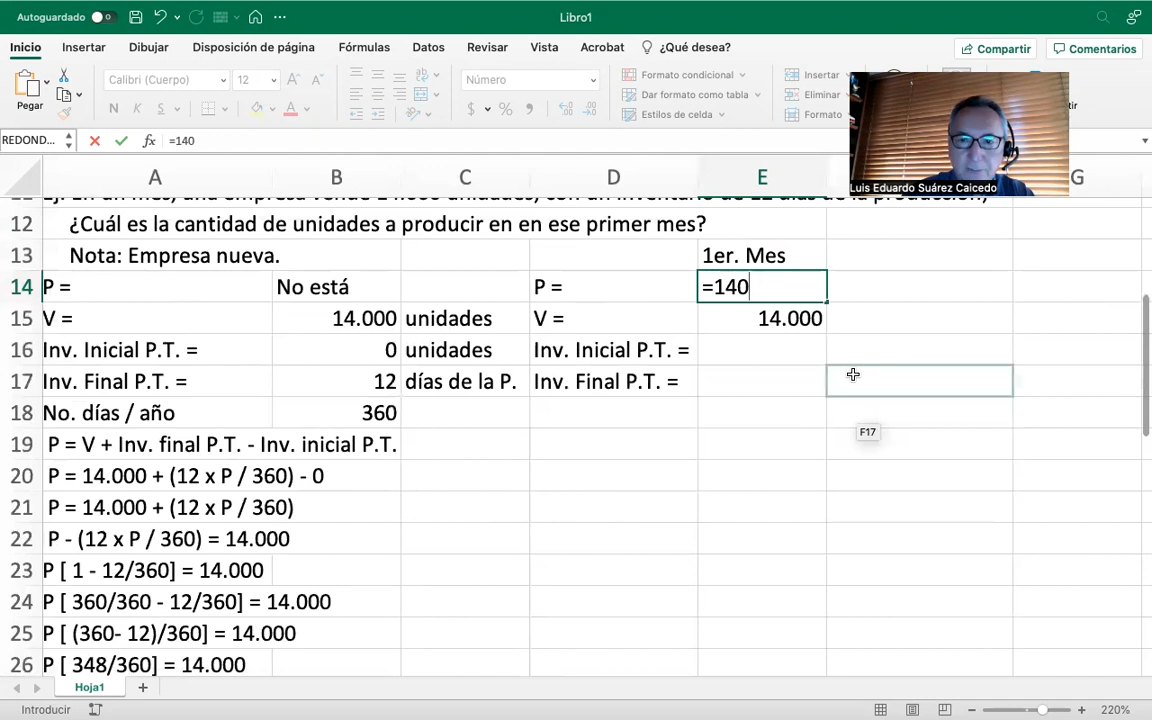 Autoguardado 0
Libro1
Inicio Insertar Dibujar Disposición de página Fórmulas Datos Revisar Vista Acrobat ¿Qué desea? Compartir Comentarios
Pegar
Calibri (Cuerpo) 12
N K S
Número
$ %
Formato condicional
Dar formato como tabla
Estilos de celda
Insertar
Eliminar
Formato
Luis Eduardo Suárez Caicedo
REDOND... fx =140
A B C D E G
12 ¿Cuál es la cantidad de unidades a producir en en ese primer mes?
13 Nota: Empresa nueva. 1er. Mes
14 P = No está P = =140
15 V = 14.000 unidades V = 14.000
16 Inv. Inicial P.T. = 0 unidades Inv. Inicial P.T. =
17 Inv. Final P.T. = 12 días de la P. Inv. Final P.T. =
18 No. días / año 360
F17
19 P = V + Inv. final P.T. - Inv. inicial P.T.
20 P = 14.000 + (12 x P / 360) - 0
21 P = 14.000 + (12 x P / 360)
22 P - (12 x P / 360) = 14.000
23 P [ 1 - 12/360] = 14.000
24 P [ 360/360 - 12/360] = 14.000
25 P [ (360- 12)/360] = 14.000
26 P [ 348/360] = 14.000
Hoja1 +
Introducir
220%